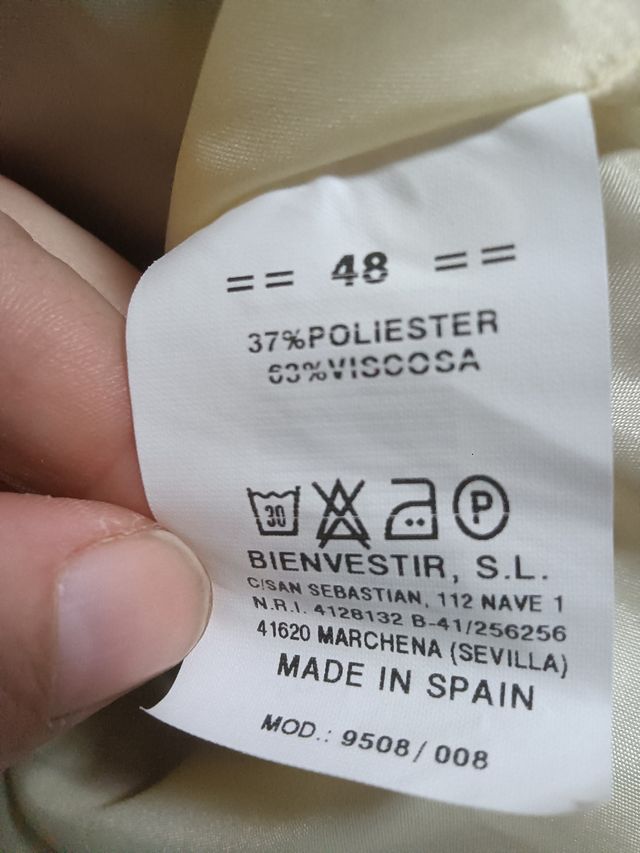 == 48 ==
37%POLIESTER
63%VISCOSA
30 P
BIENVESTIR, S.L.
C/SAN SEBASTIAN, 112 NAVE 1
N.R.I. 4128132 B-41/256256
41620 MARCHENA (SEVILLA)
MADE IN SPAIN
MOD.: 9508/008